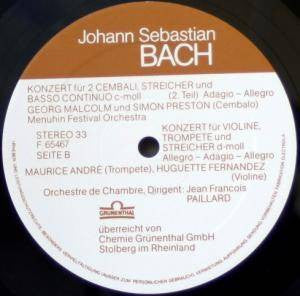 Johann Sebastian
BACH
KONZERT für 2 CEMBALI, STREICHER und
BASSO CONTINUO c-moll (2. Teil) Adagio – Allegro
GEORG MALCOLM und SIMON PRESTON (Cembalo)
Menuhin Festival Orchestra
STEREO 33
F 65467
SEITE B
KONZERT für VIOLINE,
TROMPETE und
STREICHER d-moll
Allegro – Adagio – Allegro
MAURICE ANDRÉ (Trompete), HUGUETTE FERNANDEZ
(Violine)
Orchestre de Chambre, Dirigent: Jean Francois
PAILLARD
GRÜNENTHAL
überreicht von
Chemie Grünenthal GmbH
Stolberg im Rheinland